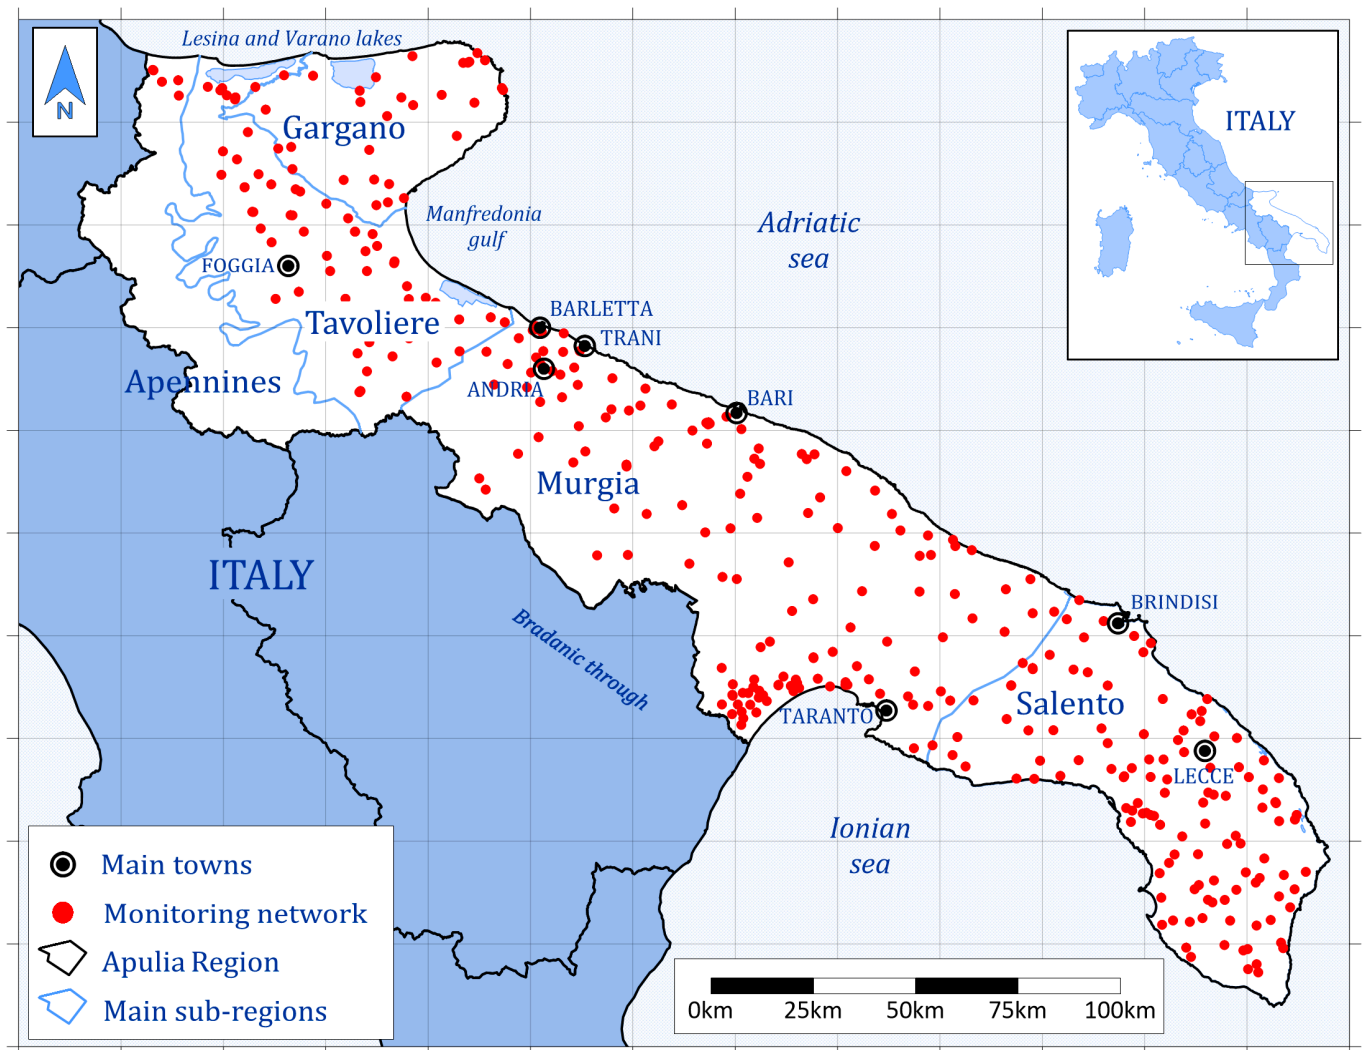 Lesina and Varano lakes
N
Gargano
ITALY
Manfredonia
gulf
Adriatic
sea
FOGGIA
BARLETTA
Tavoliere
TRANI
Apennines
ANDRIA
BARI
Murgia
ITALY
Bradanic through
BRINDISI
Salento
TARANTO
LECCE
Ionian
sea
Main towns
Monitoring network
Apulia Region
Main sub-regions
0km 25km 50km 75km 100km